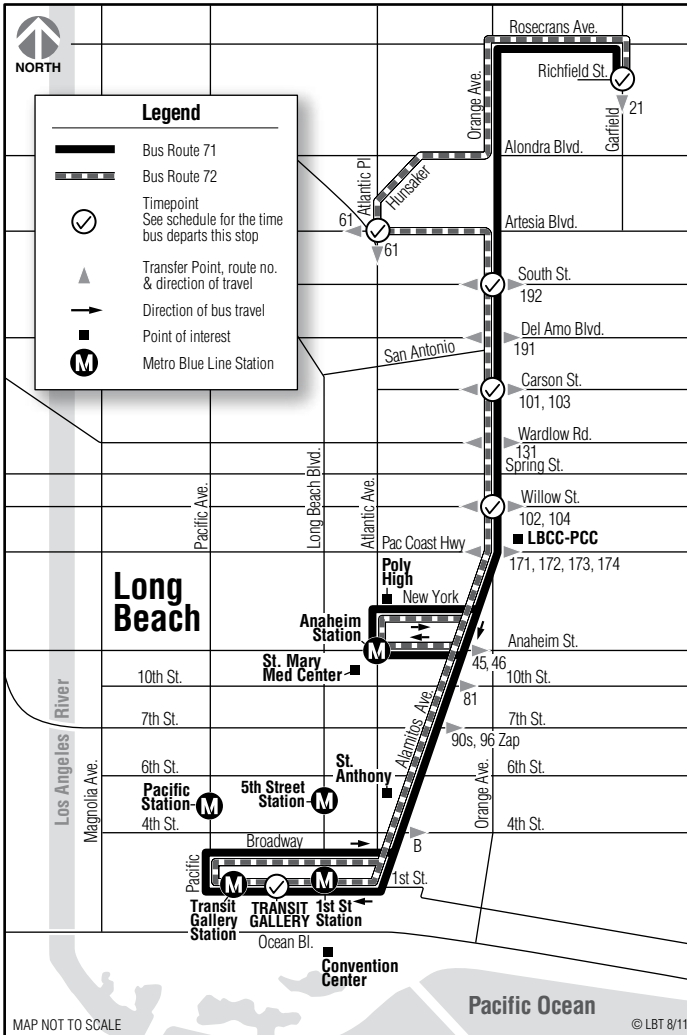 NORTH
Rosecrans Ave.
Richfield St.
21
Garfield
Orange Ave.
Legend
Bus Route 71
Bus Route 72
Timepoint
See schedule for the time
bus departs this stop
Transfer Point, route no.
& direction of travel
Direction of bus travel
Point of interest
M
Metro Blue Line Station
Alondra Blvd.
Atlantic Pl
Hunsaker
61
61
Artesia Blvd.
South St.
192
Del Amo Blvd.
191
San Antonio
Carson St.
101, 103
Wardlow Rd.
131
Spring St.
Willow St.
102, 104
Pacific Ave.
Long Beach Blvd.
Atlantic Ave.
LBCC-PCC
Pac Coast Hwy
171, 172, 173, 174
Long
Beach
Poly
High
New York
Anaheim
Station
M
Anaheim St.
45, 46
St. Mary
Med Center
10th St.
10th St.
81
Alamitos Ave.
7th St.
7th St.
90s, 96 Zap
Los Angeles River
Magnolia Ave.
6th St.
St.
Anthony
Orange Ave.
6th St.
Pacific
Station
M
5th Street
Station
M
4th St.
4th St.
B
Broadway
Pacific
M
M
1st St.
Transit
Gallery
Station
TRANSIT
GALLERY
1st St
Station
Ocean Bl.
Convention
Center
Pacific Ocean
MAP NOT TO SCALE
© LBT 8/11